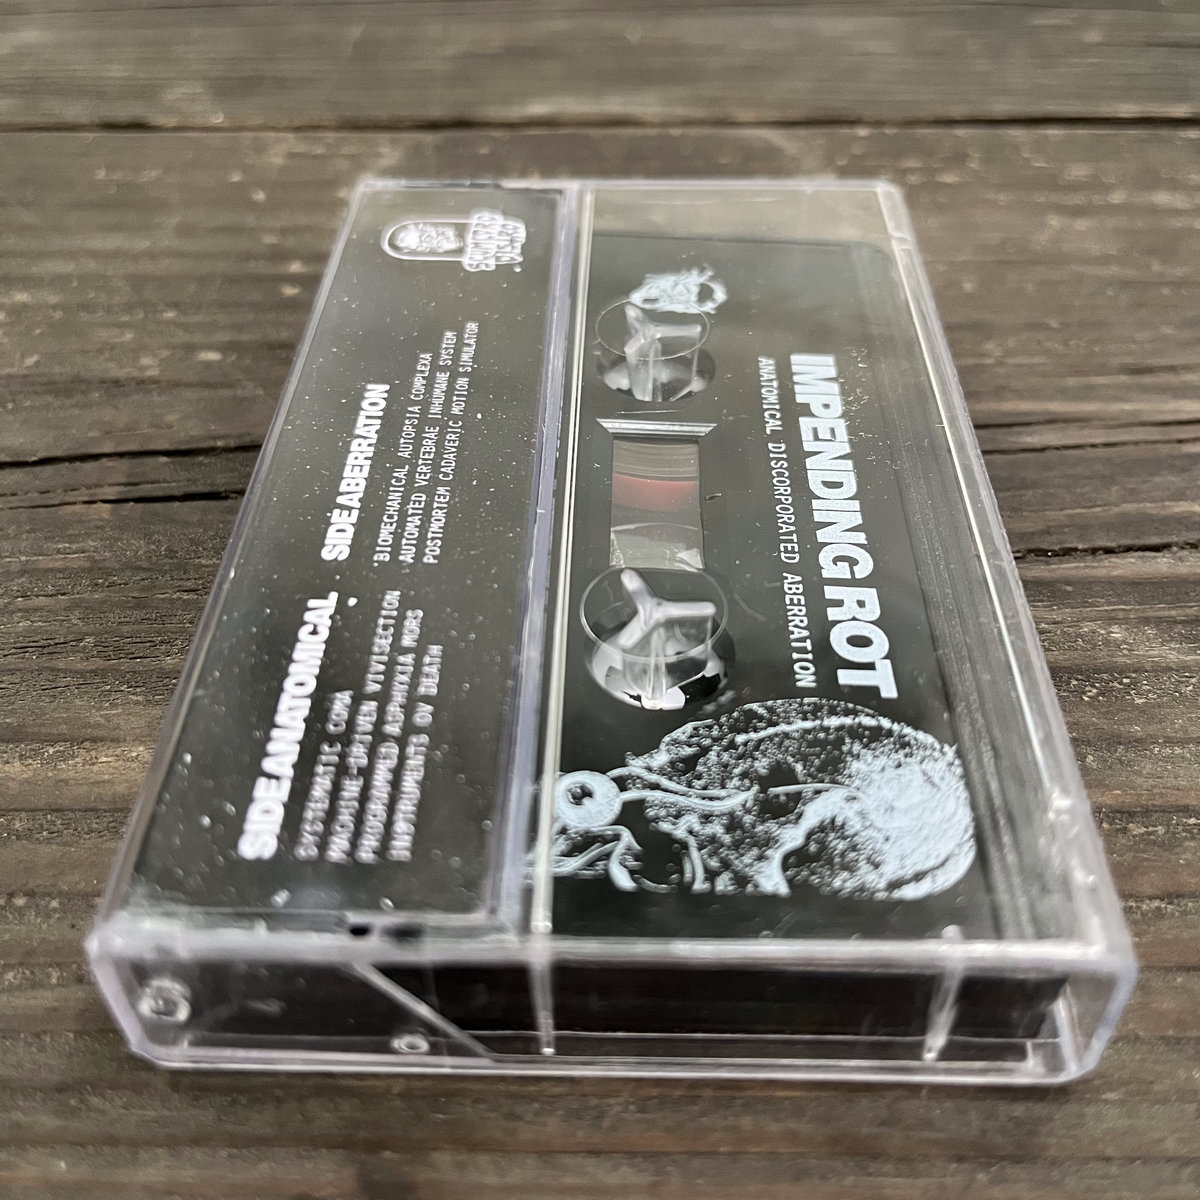 SIDE ANATOMICAL
SYSTEMATIC COMA
MACHINE-DRIVEN VIVISECTION
PROGRAMMED ASPHYXIA MORS
INSTRUMENTS OV DEATH
SIDE ABERRATION
BIOMECHANICAL AUTOPSIA COMPLEXA
AUTOMATED VERTEBRAE INHUMANE SYSTEM
POSTMORTEM CADAVERIC MOTION SIMULATOR
IMPENDING ROT
ANATOMICAL DISCORPORATED ABERRATION